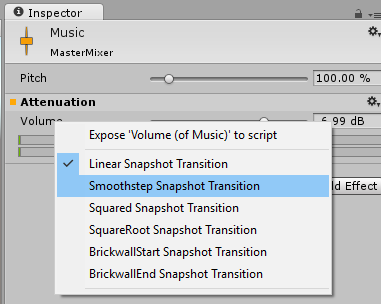 Inspector
Music
MasterMixer
Pitch
100.00 %
Attenuation
Volume
-6.99 dB
Expose 'Volume (of Music)' to script
Linear Snapshot Transition
Smoothstep Snapshot Transition
Squared Snapshot Transition
SquareRoot Snapshot Transition
BrickwallStart Snapshot Transition
BrickwallEnd Snapshot Transition
Effect